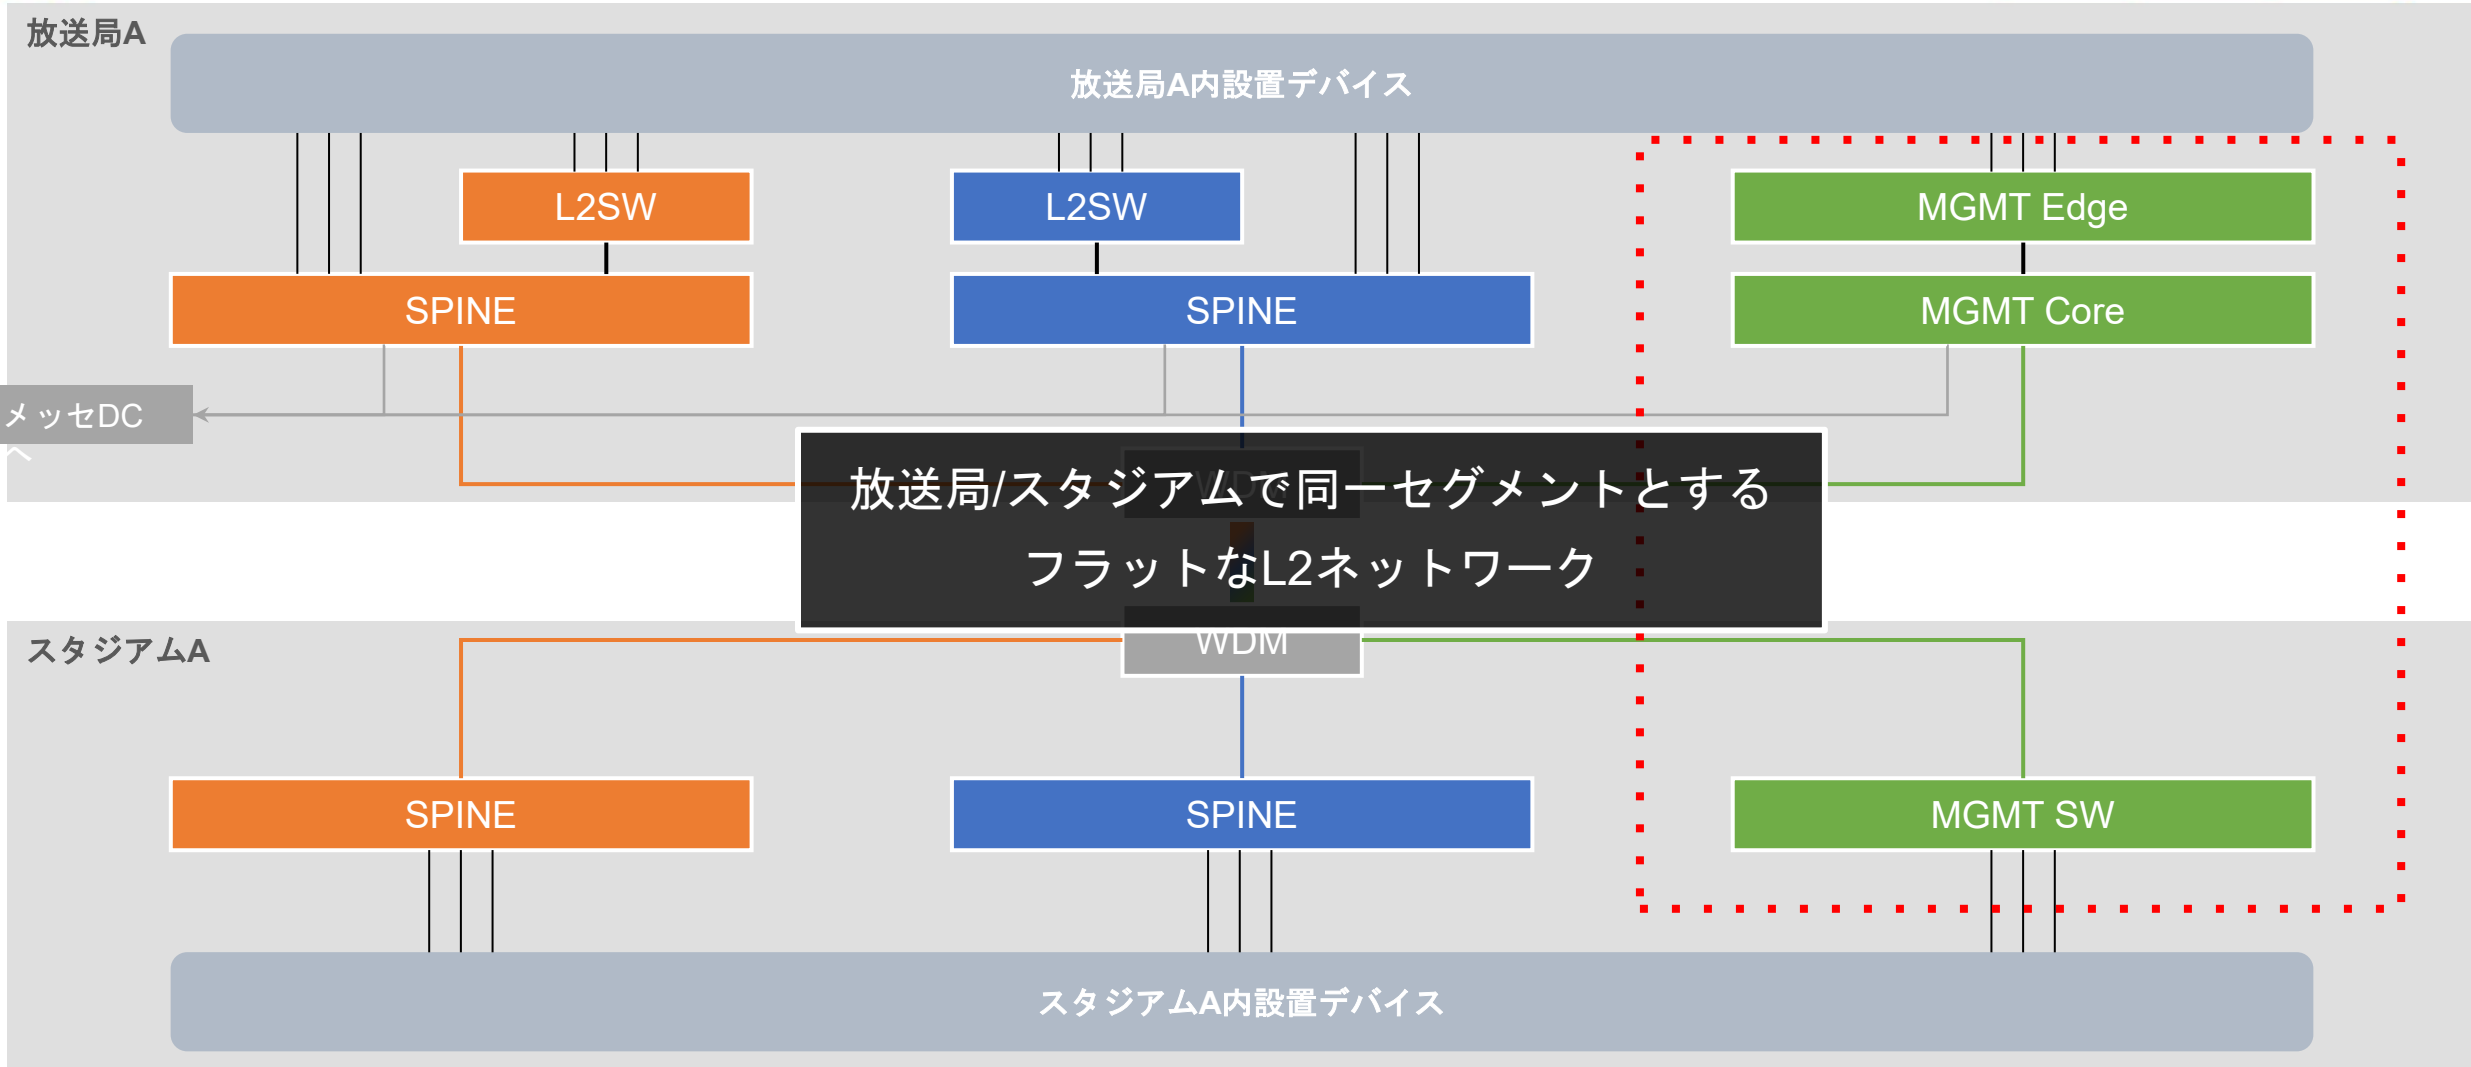 放送局A
放送局A内設置デバイス
L2SW
L2SW
MGMT Edge
SPINE
SPINE
MGMT Core
メッセDC
へ
WDM
放送局/スタジアムで同一セグメントとする
フラットなL2ネットワーク
スタジアムA
WDM
SPINE
SPINE
MGMT SW
スタジアムA内設置デバイス